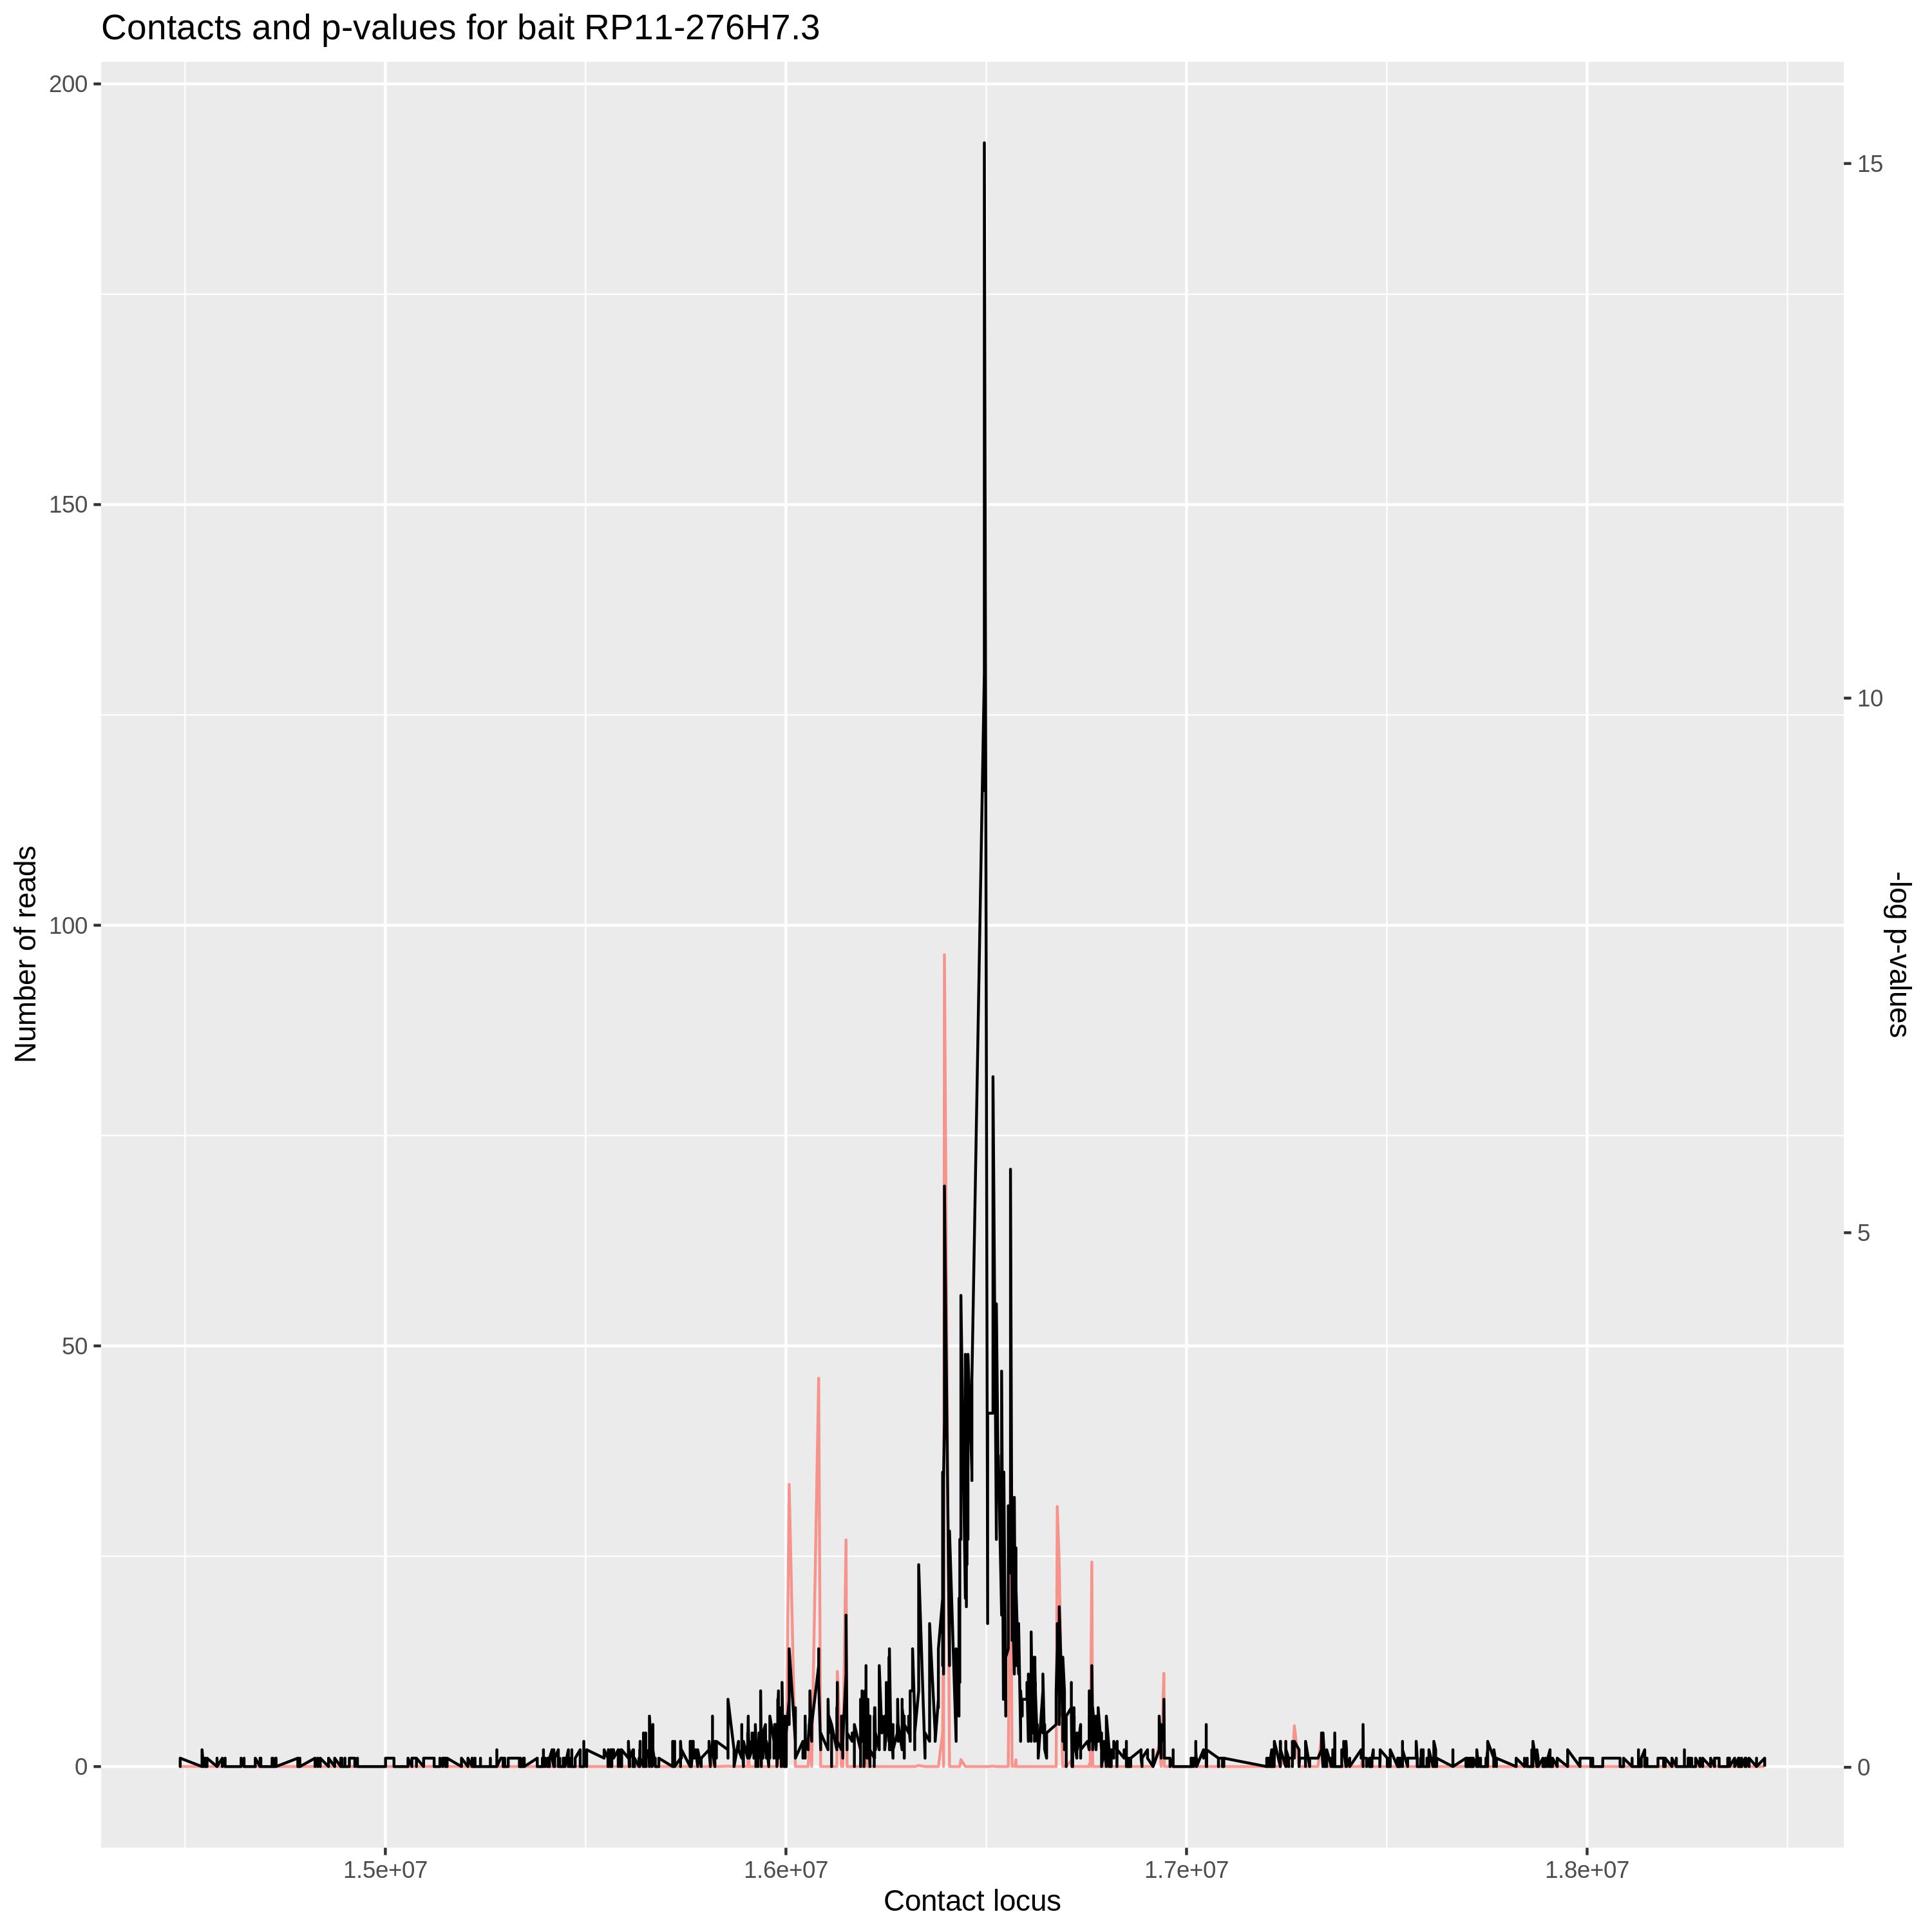 Contacts and p-values for bait RP11-276H7.3
200
150
100
50
0
15
10
5
0
Number of reads
-log p-values
1.5e+07 1.6e+07 1.7e+07 1.8e+07
Contact locus